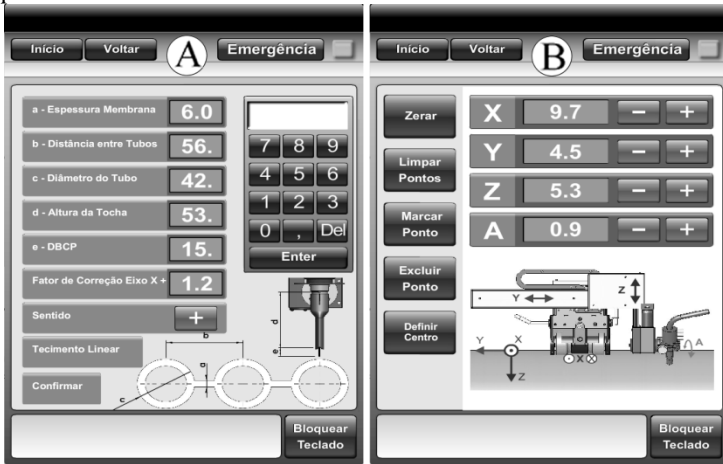 Início Voltar A Emergência
a - Espessura Membrana 6.0
b - Distância entre Tubos 56.
c - Diâmetro do Tubo 42.
d - Altura da Tocha 53.
e - DBCP 15.
Fator de Correção Eixo X + 1.2
Sentido +
Tecimento Linear
Confirmar
7 8 9
4 5 6
1 2 3
0 , Del
Enter
d
e
b
a
c
Bloquear
Teclado
Início Voltar B Emergência
Zerar
Limpar
Pontos
Marcar
Ponto
Excluir
Ponto
Definir
Centro
X 9.7 − +
Y 4.5 − +
Z 5.3 − +
A 0.9 − +
Y
Z
A
X
Y X
Z
Bloquear
Teclado